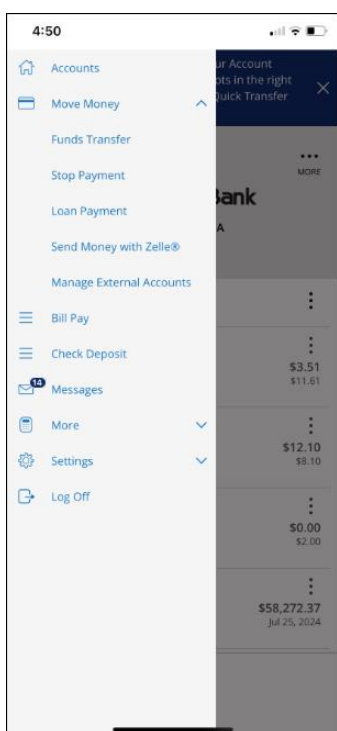 4:50
Accounts
Move Money
Funds Transfer
Stop Payment
Loan Payment
Send Money with Zelle®
Manage External Accounts
Bill Pay
Check Deposit
14
Messages
More
Settings
Log Off
ur Account
pts in the right
Quick Transfer
MORE
Bank
A
$3.51
$11.61
$12.10
$8.10
$0.00
$2.00
$58,272.37
Jul 25, 2024